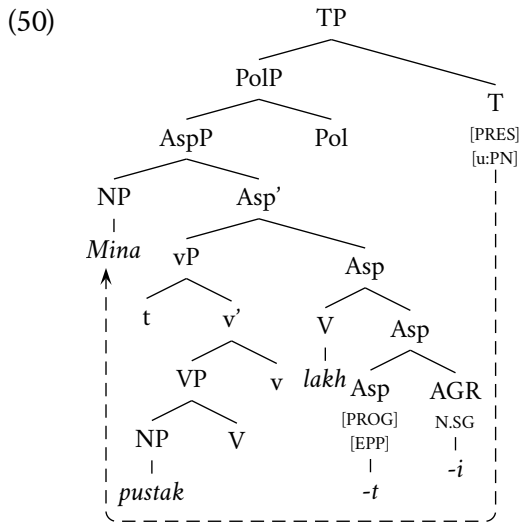 (50) TP
PolP T
AspP Pol [PRES]
[u:PN]
NP Asp'
Mina vP Asp
t v' V Asp
VP v lakh Asp AGR
[PROG] N.SG
NP V [EPP]
-i
pustak -t